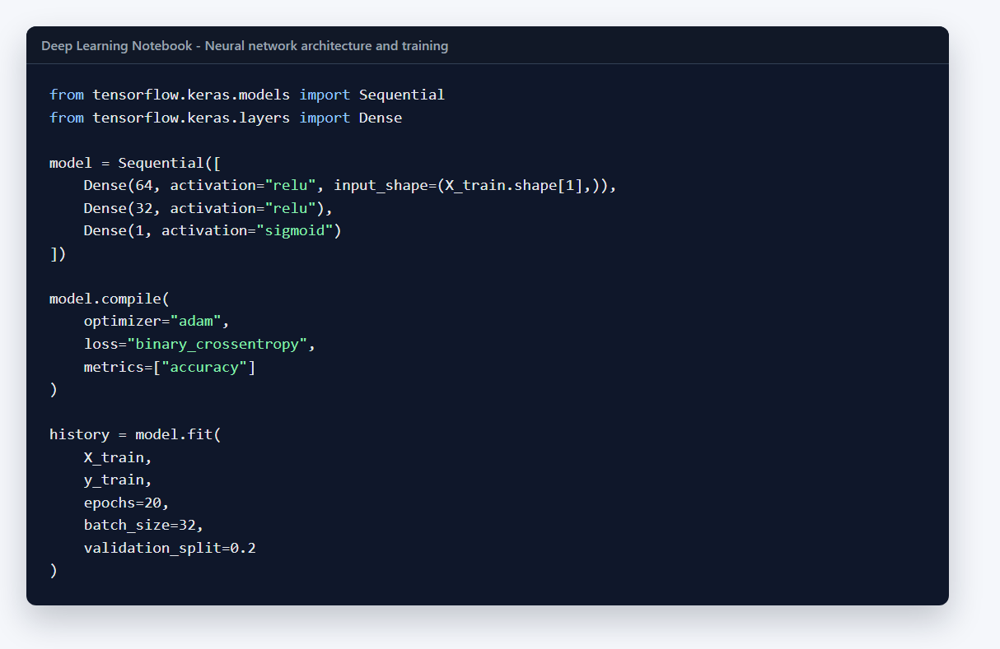 Deep Learning Notebook - Neural network architecture and training
from tensorflow.keras.models import Sequential
from tensorflow.keras.layers import Dense
model = Sequential([
    Dense(64, activation="relu", input_shape=(X_train.shape[1],)),
    Dense(32, activation="relu"),
    Dense(1, activation="sigmoid")
])
model.compile(
    optimizer="adam",
    loss="binary_crossentropy",
    metrics=["accuracy"]
)
history = model.fit(
    X_train,
    y_train,
    epochs=20,
    batch_size=32,
    validation_split=0.2
)